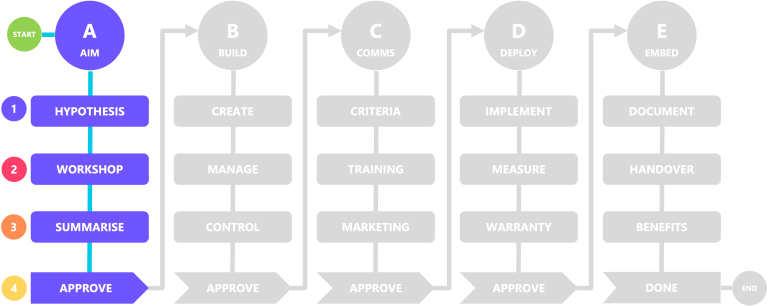 START
A
AIM
B
BUILD
C
COMMS
D
DEPLOY
E
EMBED
1
HYPOTHESIS
CREATE
CRITERIA
IMPLEMENT
DOCUMENT
2
WORKSHOP
MANAGE
TRAINING
MEASURE
HANDOVER
3
SUMMARISE
CONTROL
MARKETING
WARRANTY
BENEFITS
4
APPROVE
APPROVE
APPROVE
APPROVE
DONE
END